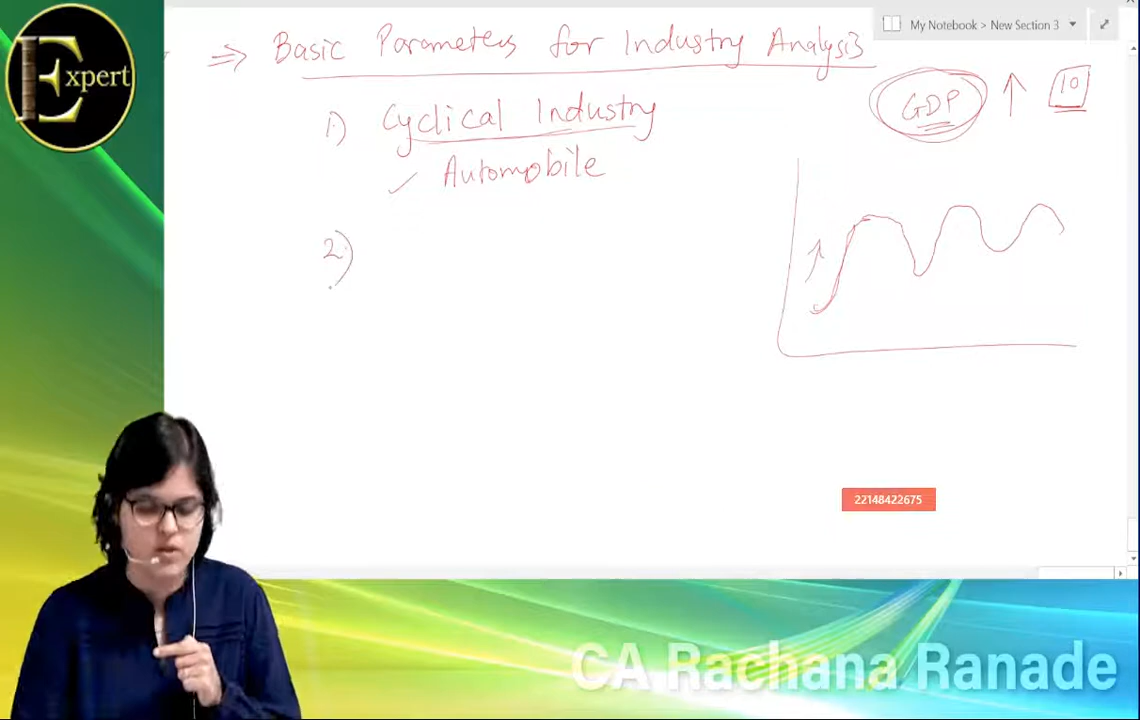 Expert
My Notebook > New Section 3
⇒ Basic Parameters for Industry Analysis
GDP ↑ 10
1) Cyclical Industry
✓ Automobile
2)
22148422675
CA Rachana Ranade